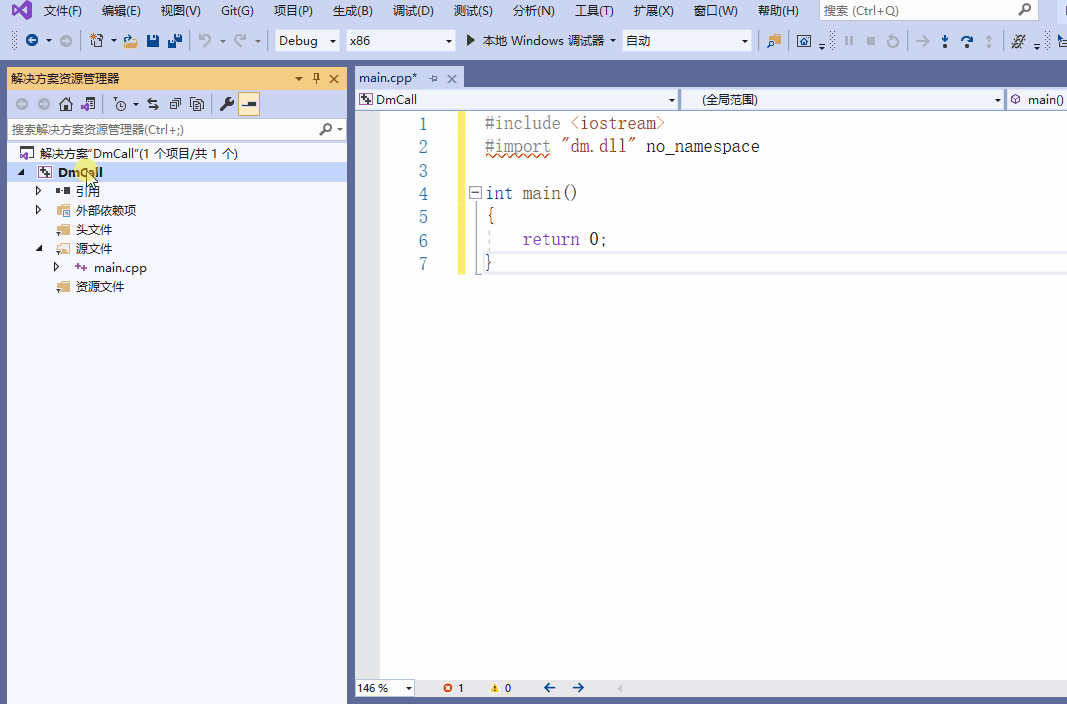 文件(F) 编辑(E) 视图(V) Git(G) 项目(P) 生成(B) 调试(D) 测试(S) 分析(N) 工具(T) 扩展(X) 窗口(W) 帮助(H) 搜索 (Ctrl+Q)
Debug x86 本地 Windows 调试器 自动
解决方案资源管理器
搜索解决方案资源管理器(Ctrl+;)
解决方案"DmCall"(1 个项目/共 1 个)
DmCall
引用
外部依赖项
头文件
源文件
main.cpp
资源文件
main.cpp*
DmCall (全局范围) main()
1 #include <iostream>
2 #import "dm.dll" no_namespace
3
4 int main()
5 {
6 return 0;
7 }
146 % 1 0